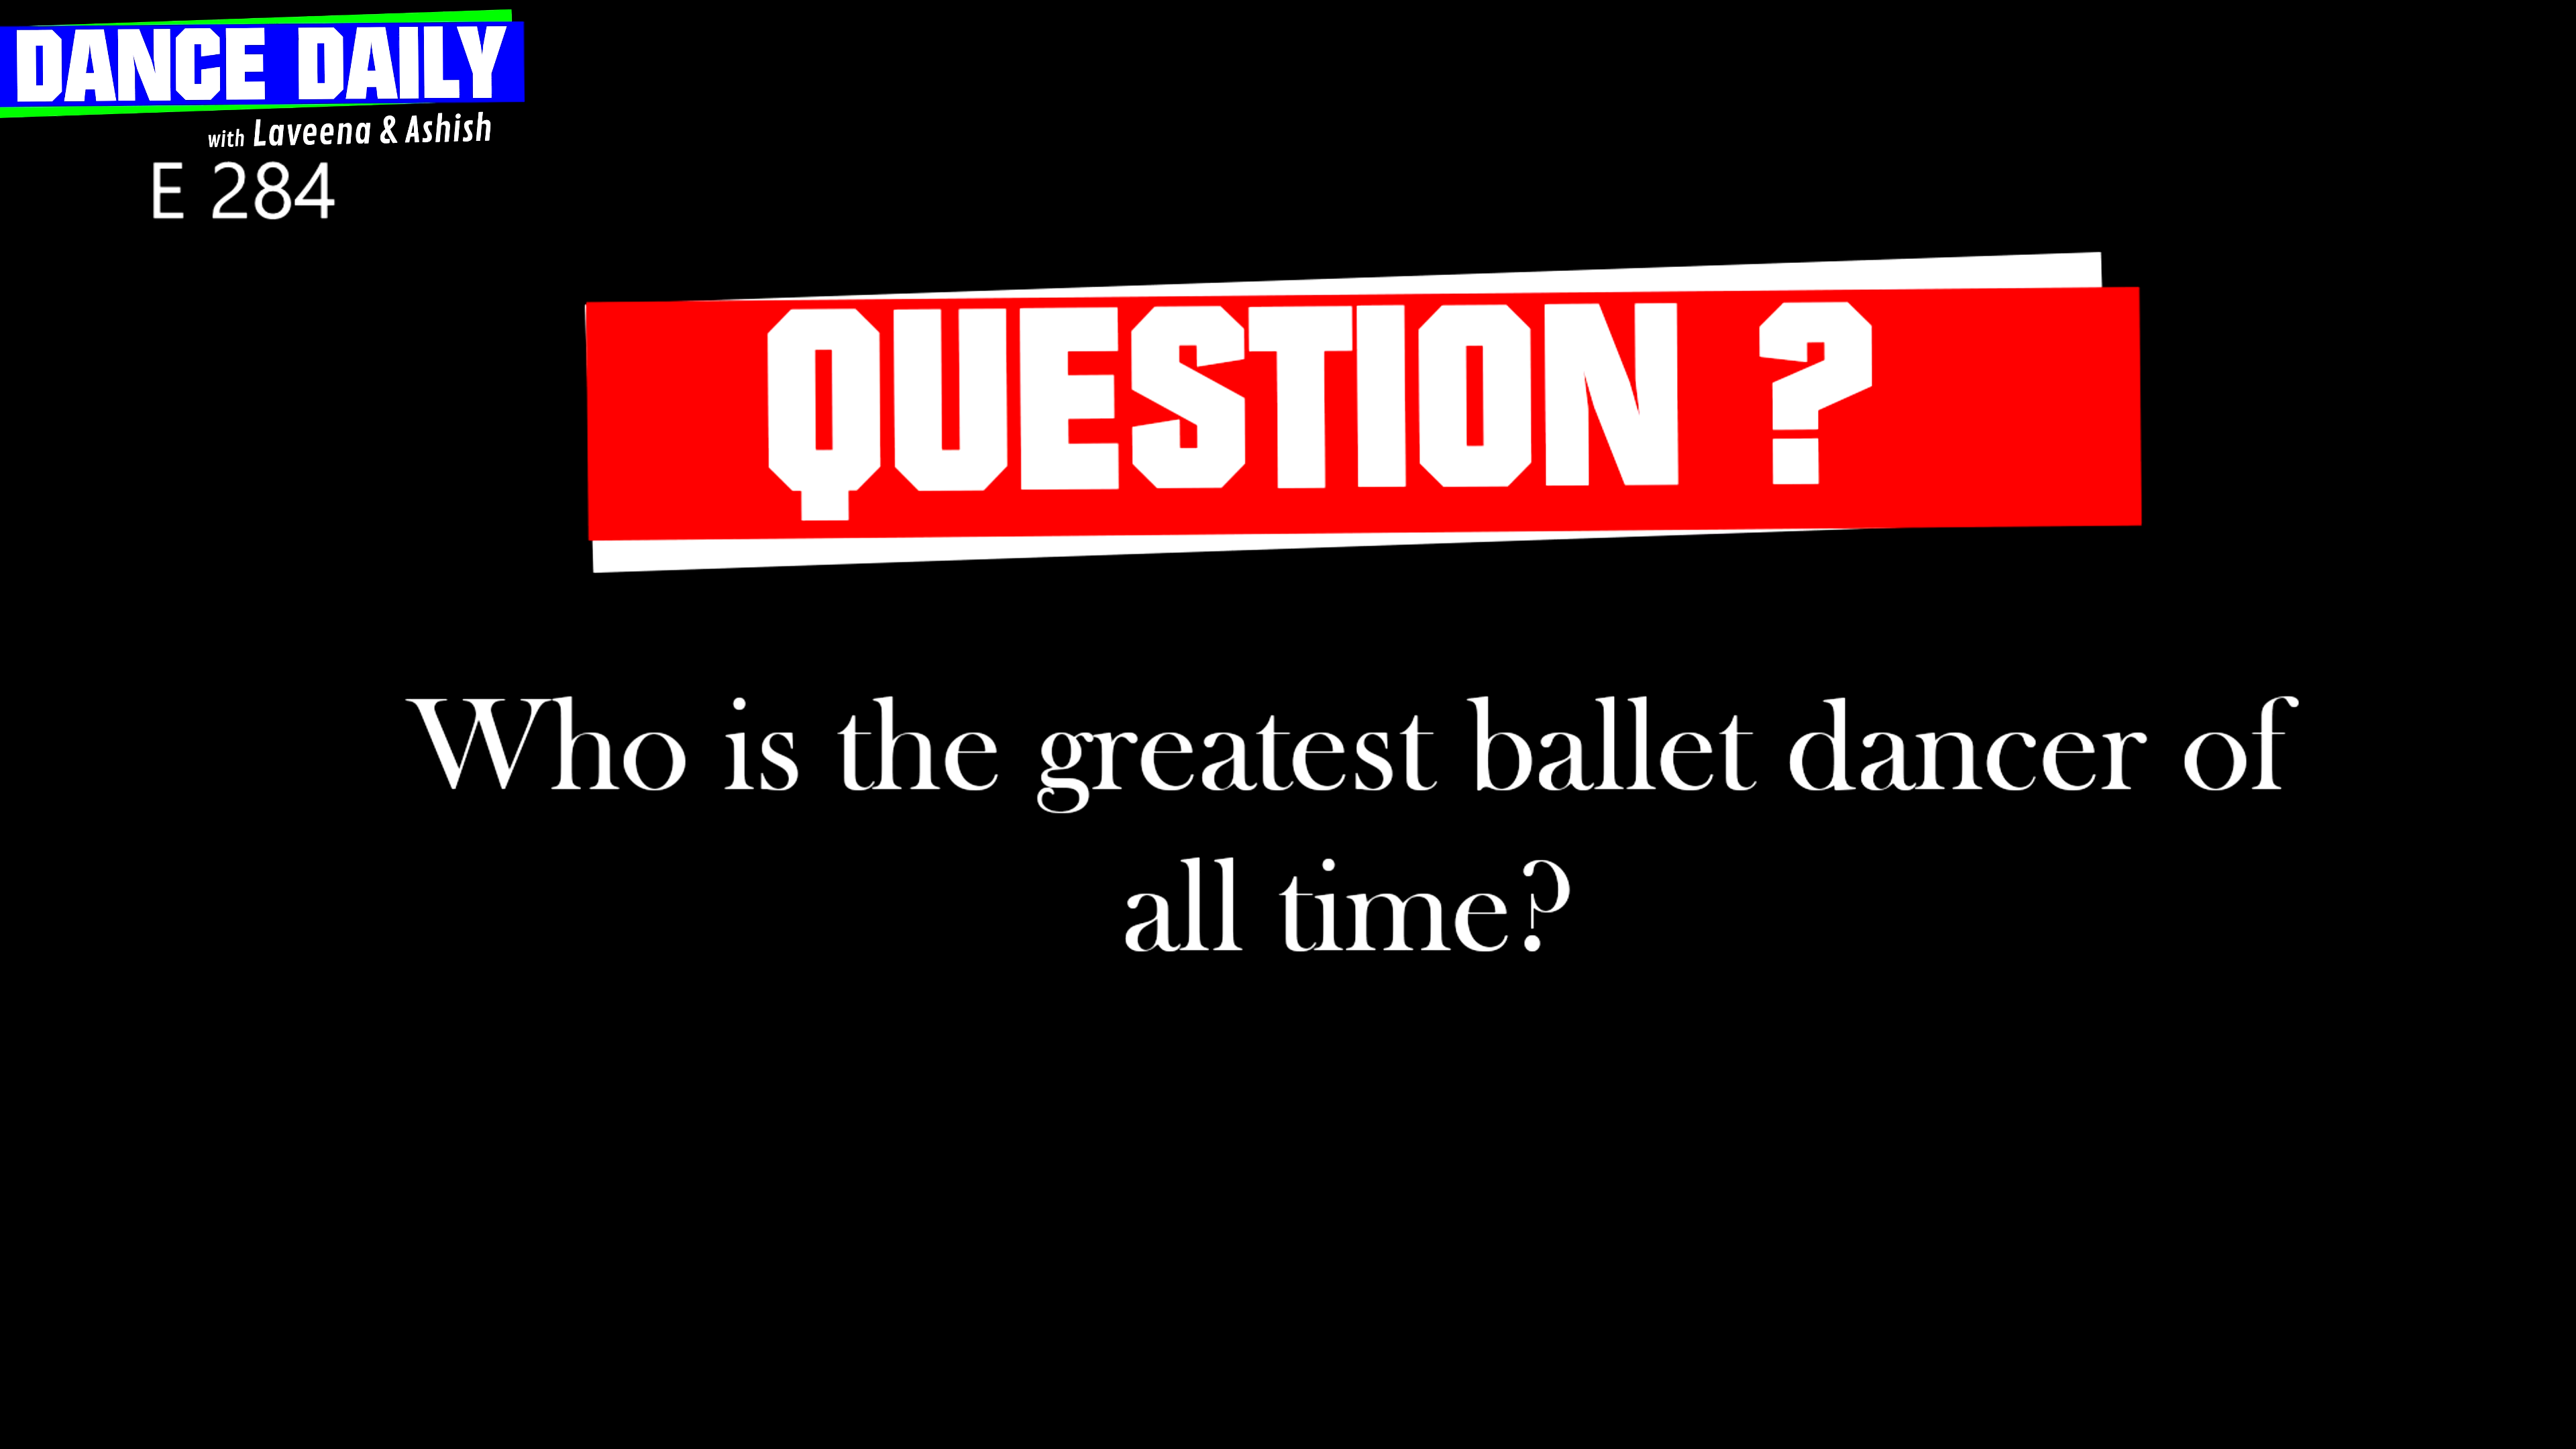 DANCE DAILY
with Laveena & Ashish
E 284
QUESTION ?
Who is the greatest ballet dancer of
all time?